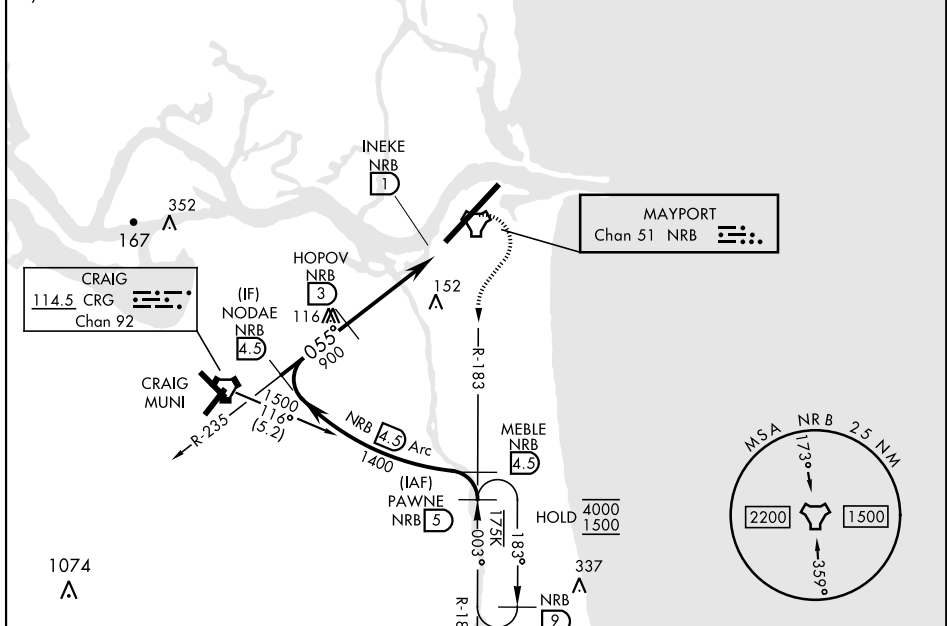 INEKE
NRB
1
352
167
MAYPORT
Chan 51 NRB
HOPOV
NRB
3
116
152
CRAIG
114.5 CRG
Chan 92
(IF)
NODAE
NRB
4.5
055°
900
CRAIG
MUNI
1500
116°
(5.2)
R-235
R-183
NRB 4.5 Arc
1400
MEBLE
NRB
4.5
(IAF)
PAWNE
NRB 5
HOLD 4000
1500
175K
003°
183°
337
NRB
9
R-18
1074
MSA NRB 25 NM
173°
2200
1500
359°